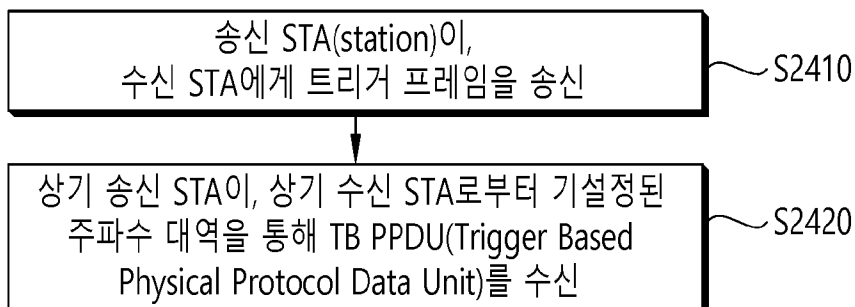 송신 STA(station)이,
수신 STA에게 트리거 프레임을 송신
S2410
상기 송신 STA이, 상기 수신 STA로부터 기설정된
주파수 대역을 통해 TB PPDU(Trigger Based
Physical Protocol Data Unit)를 수신
S2420